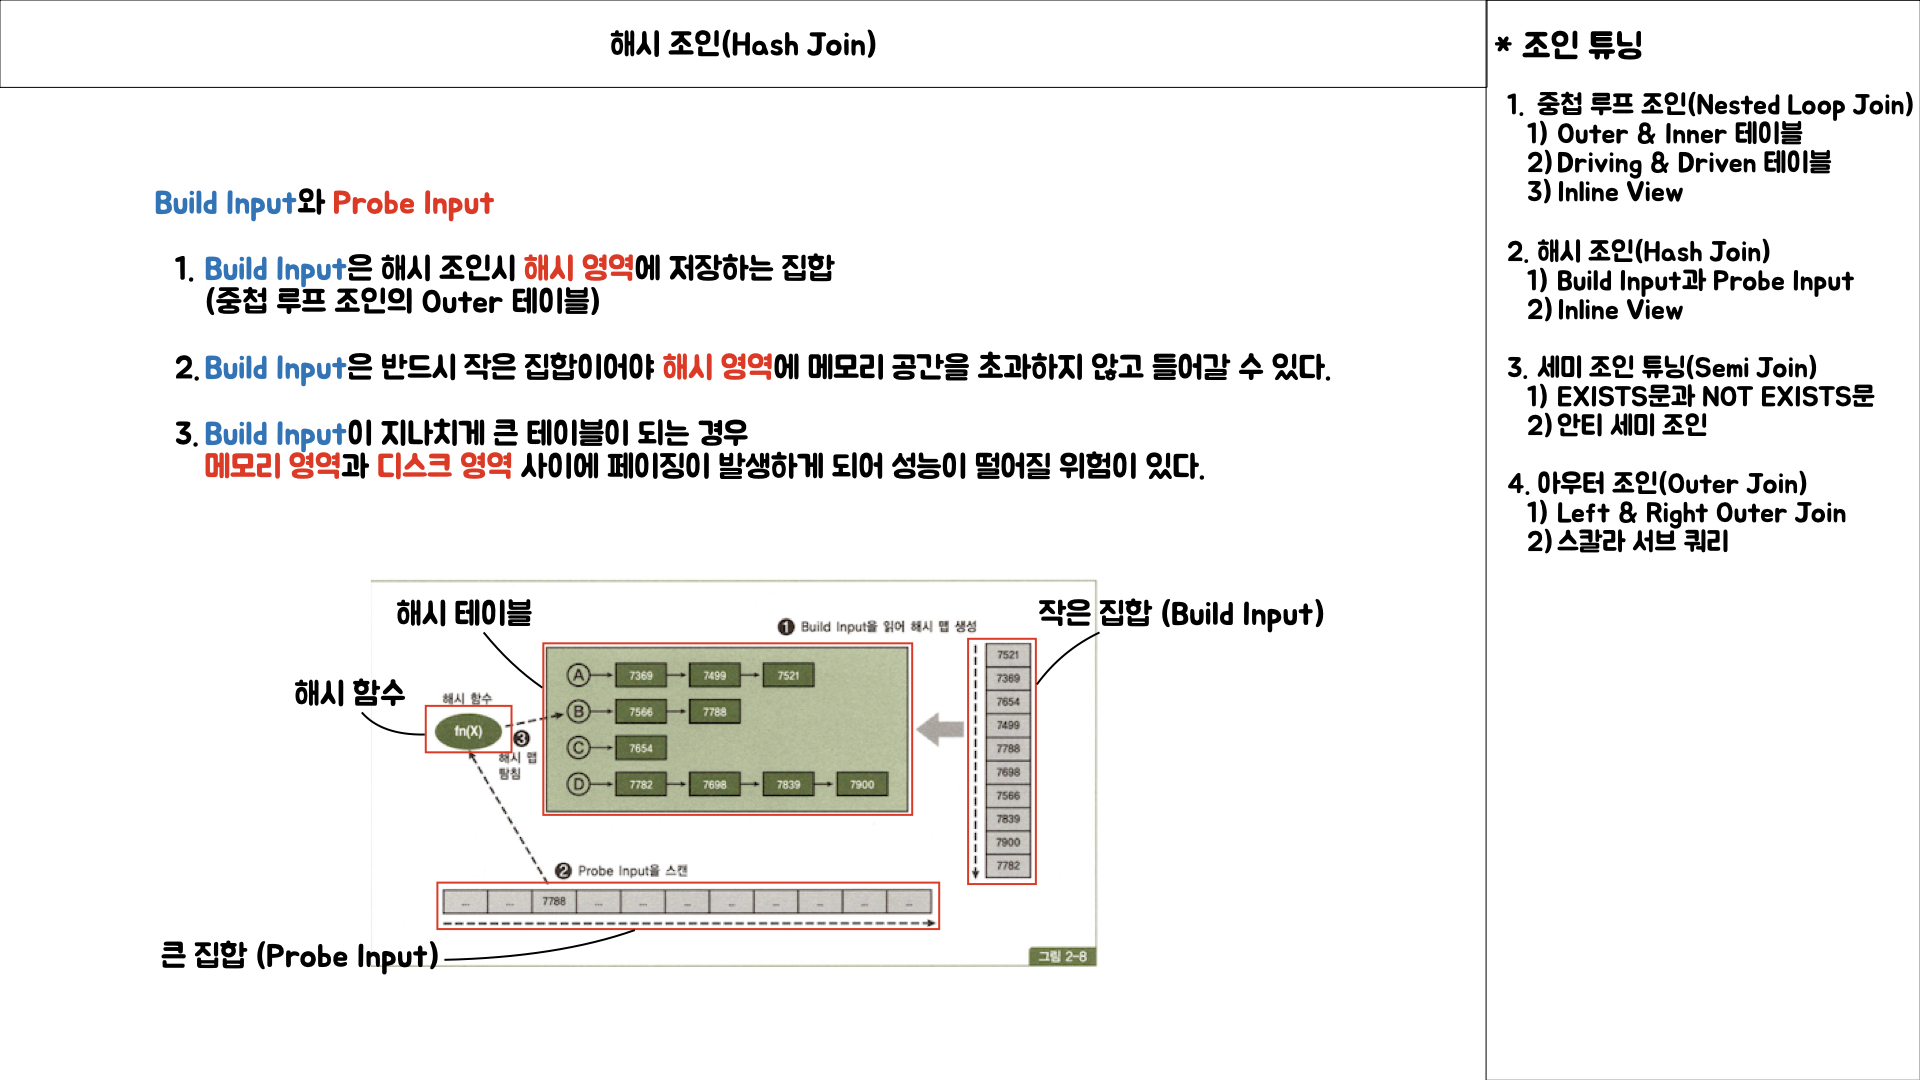 해시 조인(Hash Join)
Build Input와 Probe Input
1. Build Input은 해시 조인시 해시 영역에 저장하는 집합
(중첩 루프 조인의 Outer 테이블)
2. Build Input은 반드시 작은 집합이어야 해시 영역에 메모리 공간을 초과하지 않고 들어갈 수 있다.
3. Build Input이 지나치게 큰 테이블이 되는 경우
메모리 영역과 디스크 영역 사이에 페이징이 발생하게 되어 성능이 떨어질 위험이 있다.
해시 테이블
작은 집합 (Build Input)
❶ Build Input을 읽어 해시 맵 생성
A 7369 7499 7521
B 7566 7788
C 7654
D 7782 7698 7839 7900
해시 함수
해시 함수
fn(X)
❸
해시 맵
탐침
7521
7369
7654
7499
7788
7698
7566
7839
7900
7782
❷ Probe Input을 스캔
... ... 7788 ... ... ... ... ... ... ... ...
큰 집합 (Probe Input)
그림 2-8
* 조인 튜닝
1. 중첩 루프 조인(Nested Loop Join)
1) Outer & Inner 테이블
2) Driving & Driven 테이블
3) Inline View
2. 해시 조인(Hash Join)
1) Build Input과 Probe Input
2) Inline View
3. 세미 조인 튜닝(Semi Join)
1) EXISTS문과 NOT EXISTS문
2) 안티 세미 조인
4. 아우터 조인(Outer Join)
1) Left & Right Outer Join
2) 스칼라 서브 쿼리